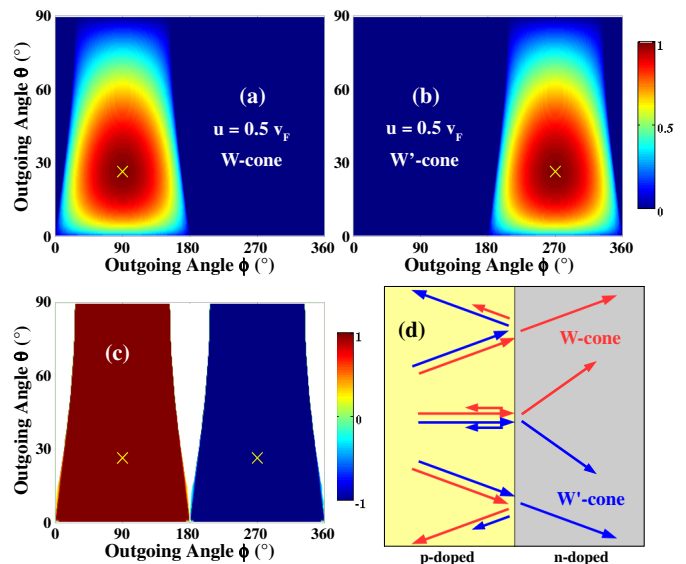 90
60
30
0
Outgoing Angle θ (°)
(a)
u = 0.5 v_F
W-cone
0 90 180 270 360
Outgoing Angle ϕ (°)
90
60
30
0
Outgoing Angle θ (°)
(b)
u = 0.5 v_F
W'-cone
0 90 180 270 360
Outgoing Angle ϕ (°)
1
0.5
0
90
60
30
0
Outgoing Angle θ (°)
(c)
0 90 180 270 360
Outgoing Angle ϕ (°)
1
0
-1
(d)
W-cone
W'-cone
p-doped n-doped